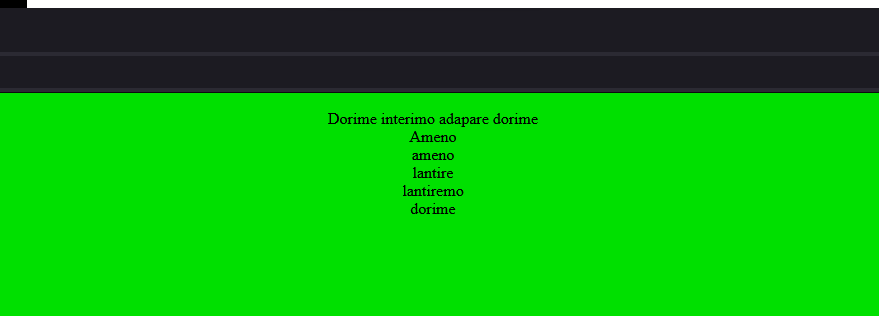 Dorime interimo adapare dorime
Ameno
ameno
lantire
lantiremo
dorime